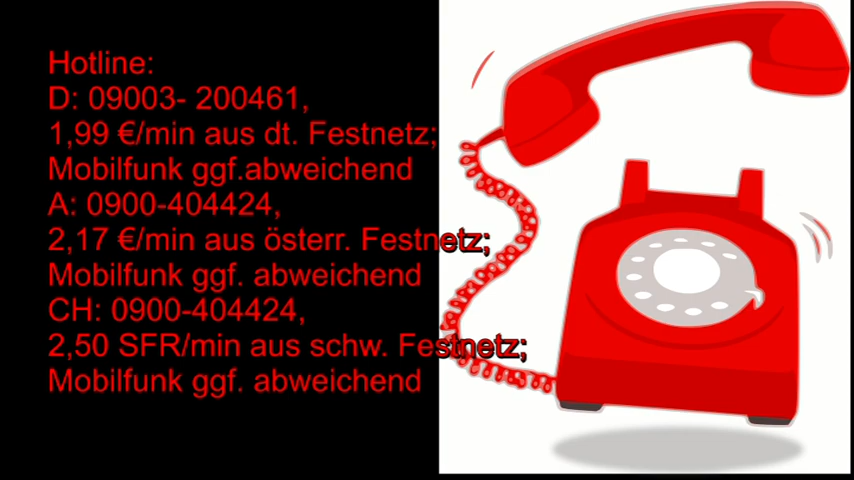 Hotline:
D: 09003- 200461,
1,99 €/min aus dt. Festnetz;
Mobilfunk ggf.abweichend
A: 0900-404424,
2,17 €/min aus österr. Festnetz;
Mobilfunk ggf. abweichend
CH: 0900-404424,
2,50 SFR/min aus schw. Festnetz;
Mobilfunk ggf. abweichend